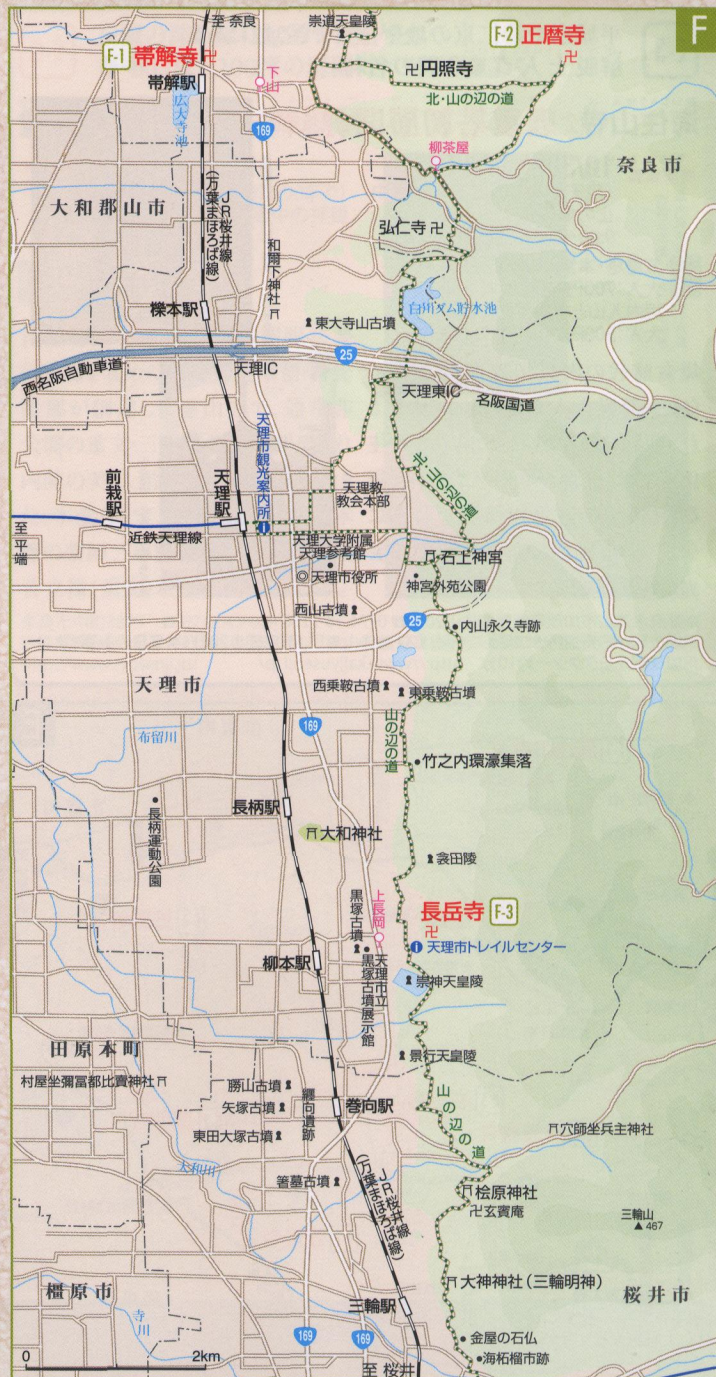 至 奈良
崇道天皇陵
F-2 正暦寺
F
F-1 帯解寺
卍
卍
帯解駅
下山
卍円照寺
北・山の辺の道
広大寺池
169
柳茶屋
奈良市
大和郡山市
JR桜井線
(万葉まほろば線)
弘仁寺卍
和爾下神社
櫟本駅
東大寺山古墳
白川ダム貯水池
西名阪自動車道
天理IC
25
天理東IC
名阪国道
天理市観光案内所
北・山の辺の道
前栽駅
天理駅
天理教
教会本部
至 平端
近鉄天理線
天理大学附属
天理参考館
石上神宮
◎天理市役所
神宮外苑公園
西山古墳
25
内山永久寺跡
天理市
西乗鞍古墳
東乗鞍古墳
169
山の辺の道
布留川
竹之内環濠集落
長柄駅
長柄運動公園
大和神社
衾田陵
黒塚古墳
上長岡
長岳寺 F-3
卍
天理市トレイルセンター
柳本駅
天理市立
黒塚古墳展示館
崇神天皇陵
田原本町
景行天皇陵
村屋坐彌冨都比賣神社
勝山古墳
矢塚古墳
纒向遺跡
巻向駅
山の辺の道
東田大塚古墳
穴師坐兵主神社
大和川
箸墓古墳
JR桜井線
(万葉まほろば線)
桧原神社
卍玄賓庵
三輪山
▲467
大神神社(三輪明神)
橿原市
桜井市
三輪駅
寺川
169
169
金屋の石仏
海柘榴市跡
0 2km
至 桜井